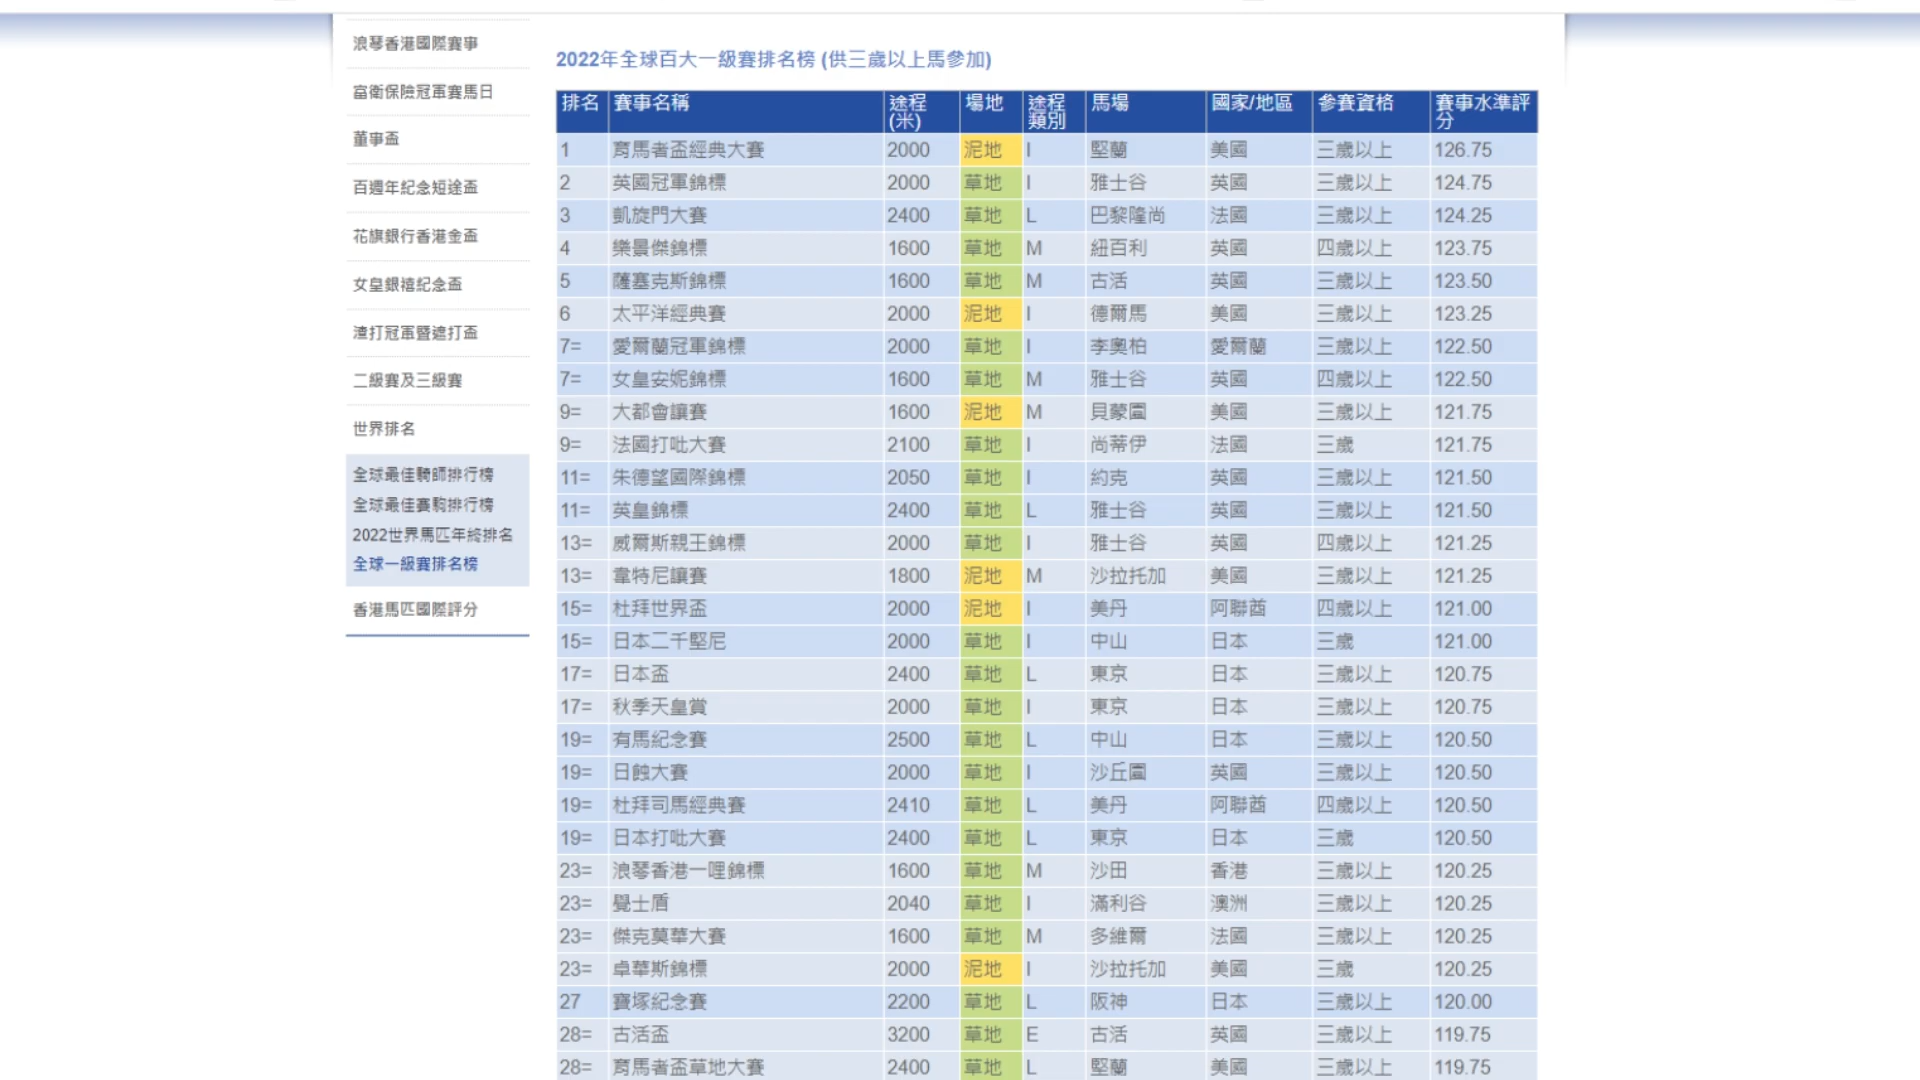 浪琴香港國際賽事
富衛保險冠軍賽馬日
董事盃
百週年紀念短途盃
花旗銀行香港金盃
女皇銀禧紀念盃
渣打冠軍暨遮打盃
二級賽及三級賽
世界排名
全球最佳騎師排行榜
全球最佳賽駒排行榜
2022世界馬匹年終排名
全球一級賽排名榜
香港馬匹國際評分
2022年全球百大一級賽排名榜 (供三歲以上馬參加)
排名 賽事名稱 途程(米) 場地 途程類別 馬場 國家/地區 參賽資格 賽事水準評分
1 育馬者盃經典大賽 2000 泥地 I 堅蘭 美國 三歲以上 126.75
2 英國冠軍錦標 2000 草地 I 雅士谷 英國 三歲以上 124.75
3 凱旋門大賽 2400 草地 L 巴黎隆尚 法國 三歲以上 124.25
4 樂景傑錦標 1600 草地 M 紐百利 英國 四歲以上 123.75
5 薩塞克斯錦標 1600 草地 M 古活 英國 三歲以上 123.50
6 太平洋經典賽 2000 泥地 I 德爾馬 美國 三歲以上 123.25
7= 愛爾蘭冠軍錦標 2000 草地 I 李奧柏 愛爾蘭 三歲以上 122.50
7= 女皇安妮錦標 1600 草地 M 雅士谷 英國 四歲以上 122.50
9= 大都會讓賽 1600 泥地 M 貝蒙園 美國 三歲以上 121.75
9= 法國打吡大賽 2100 草地 I 尚蒂伊 法國 三歲 121.75
11= 朱德望國際錦標 2050 草地 I 約克 英國 三歲以上 121.50
11= 英皇錦標 2400 草地 L 雅士谷 英國 三歲以上 121.50
13= 威爾斯親王錦標 2000 草地 I 雅士谷 英國 四歲以上 121.25
13= 韋特尼讓賽 1800 泥地 M 沙拉托加 美國 三歲以上 121.25
15= 杜拜世界盃 2000 泥地 I 美丹 阿聯酋 四歲以上 121.00
15= 日本二千堅尼 2000 草地 I 中山 日本 三歲 121.00
17= 日本盃 2400 草地 L 東京 日本 三歲以上 120.75
17= 秋季天皇賞 2000 草地 I 東京 日本 三歲以上 120.75
19= 有馬紀念賽 2500 草地 L 中山 日本 三歲以上 120.50
19= 日蝕大賽 2000 草地 I 沙丘園 英國 三歲以上 120.50
19= 杜拜司馬經典賽 2410 草地 L 美丹 阿聯酋 四歲以上 120.50
19= 日本打吡大賽 2400 草地 L 東京 日本 三歲 120.50
23= 浪琴香港一哩錦標 1600 草地 M 沙田 香港 三歲以上 120.25
23= 覺士盾 2040 草地 I 滿利谷 澳洲 三歲以上 120.25
23= 傑克莫華大賽 1600 草地 M 多維爾 法國 三歲以上 120.25
23= 卓華斯錦標 2000 泥地 I 沙拉托加 美國 三歲 120.25
27 寶塚紀念賽 2200 草地 L 阪神 日本 三歲以上 120.00
28= 古活盃 3200 草地 E 古活 英國 三歲以上 119.75
28= 育馬者盃草地大賽 2400 草地 L 堅蘭 美國 三歲以上 119.75